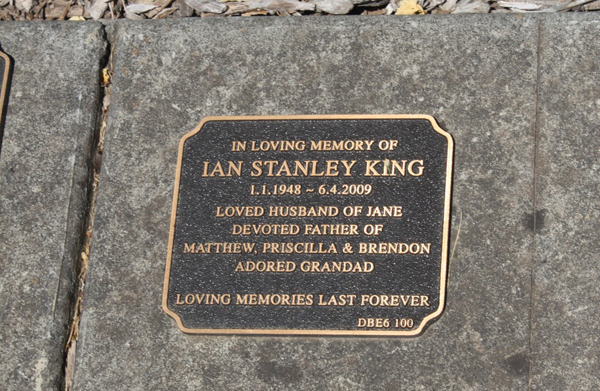 IN LOVING MEMORY OF
IAN STANLEY KING
1.1.1948 ~ 6.4.2009
LOVED HUSBAND OF JANE
DEVOTED FATHER OF
MATTHEW, PRISCILLA & BRENDON
ADORED GRANDAD
LOVING MEMORIES LAST FOREVER
DBE6 100